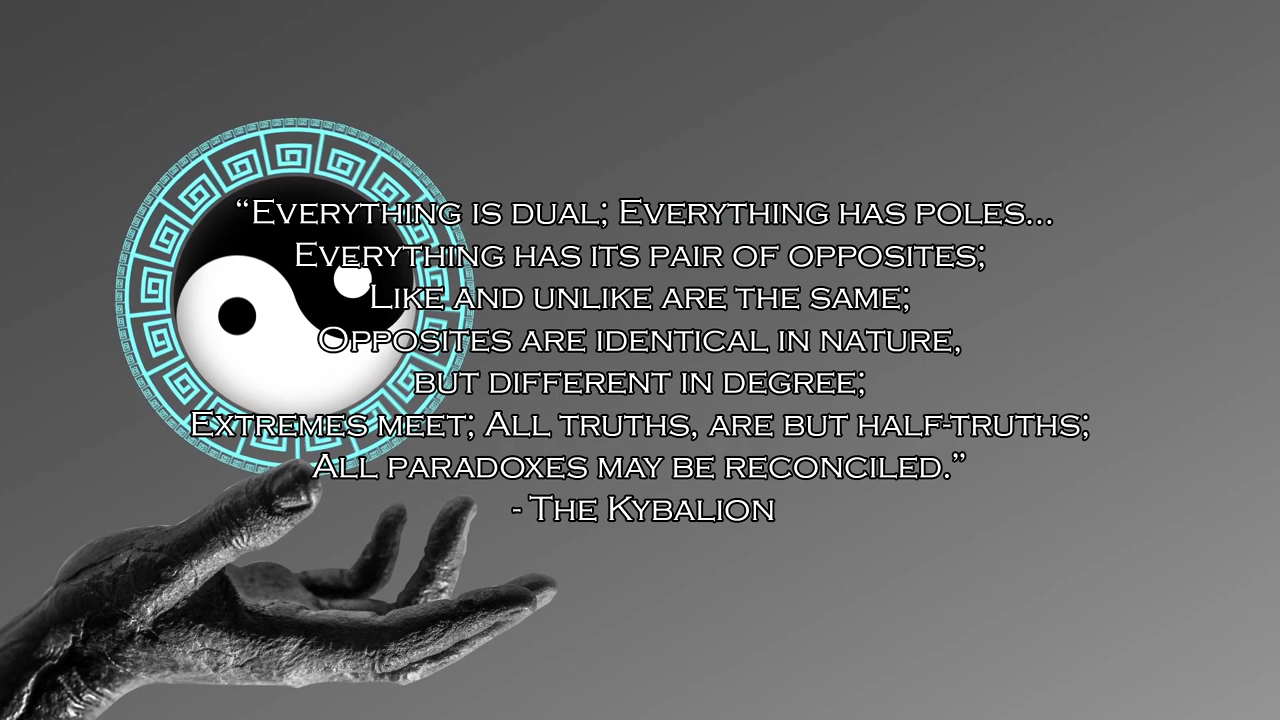 “Everything is dual; Everything has poles...
Everything has its pair of opposites;
Like and unlike are the same;
Opposites are identical in nature,
but different in degree;
Extremes meet; All truths, are but half-truths;
All paradoxes may be reconciled.”
- The Kybalion